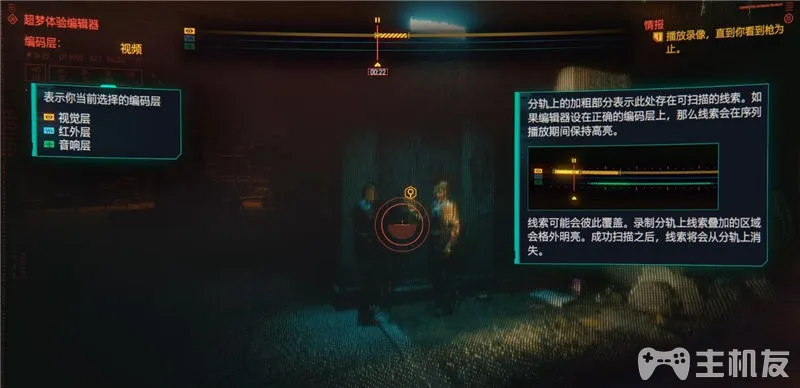 超梦体验编辑器
编码层：
视频
00:22
情报
播放录像，直到你看到枪为止。
表示你当前选择的编码层
视觉层
红外层
音响层
分轨上的加粗部分表示此处存在可扫描的线索。如
果编辑器设在正确的编码层上，那么线索会在序列
播放期间保持高亮。
线索可能会彼此覆盖。录制分轨上线索叠加的区域
会格外明亮。成功扫描之后，线索将会从分轨上消
失。
主机友